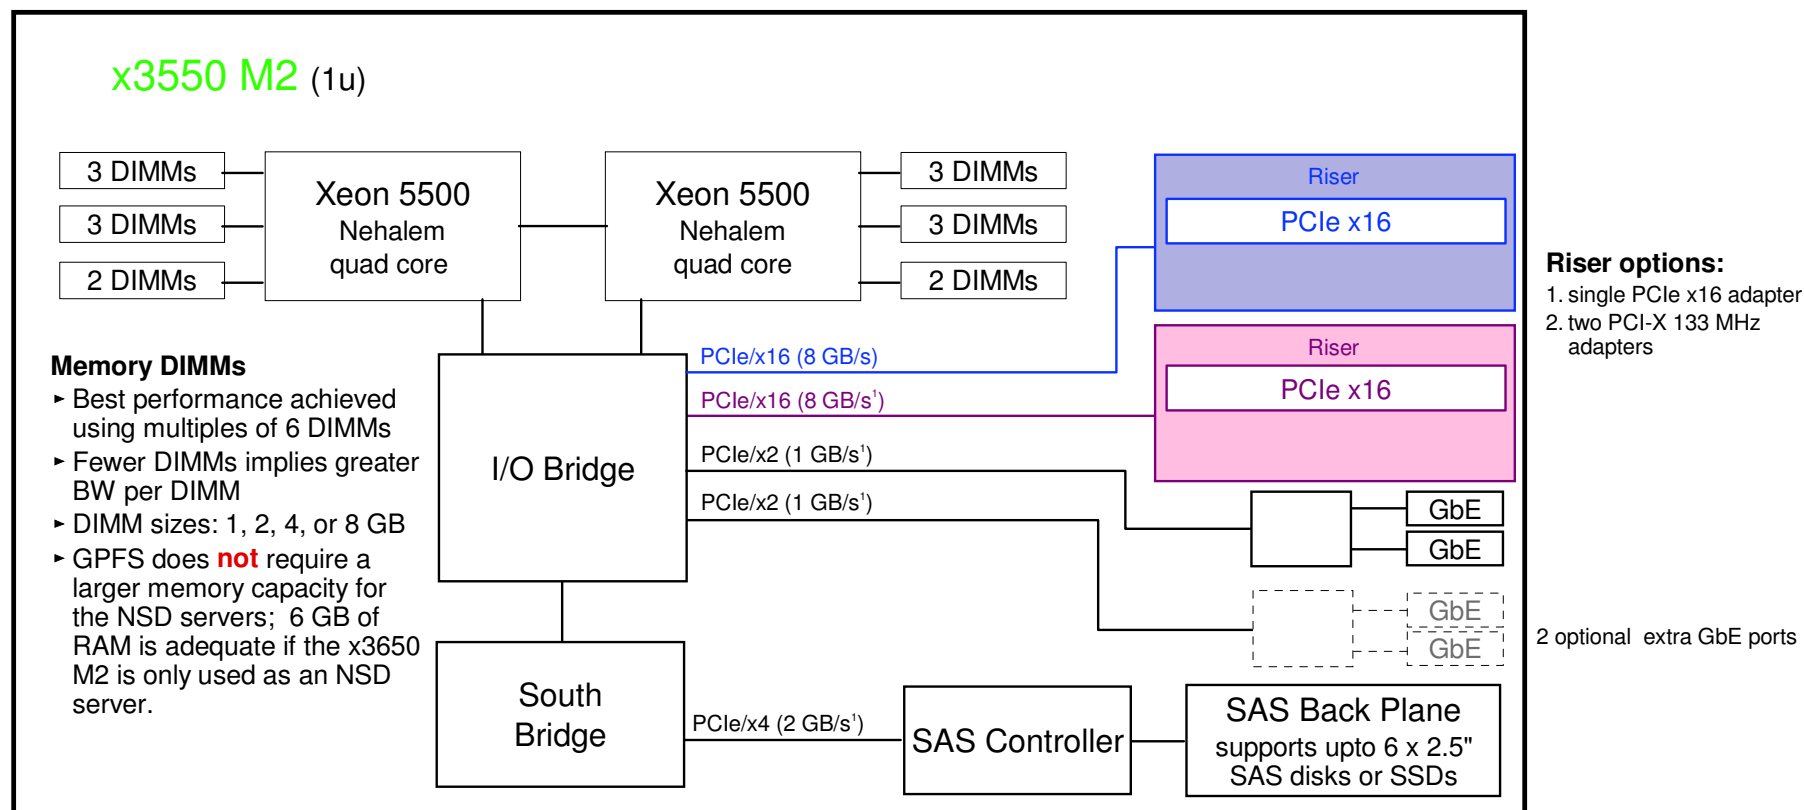 x3550 M2 (1u)
3 DIMMs
3 DIMMs
2 DIMMs
Xeon 5500
Nehalem
quad core
Xeon 5500
Nehalem
quad core
3 DIMMs
3 DIMMs
2 DIMMs
Riser
PCIe x16
Riser
PCIe x16
Riser options:
1. single PCIe x16 adapter
2. two PCI-X 133 MHz
adapters
Memory DIMMs
► Best performance achieved
using multiples of 6 DIMMs
► Fewer DIMMs implies greater
BW per DIMM
► DIMM sizes: 1, 2, 4, or 8 GB
► GPFS does not require a
larger memory capacity for
the NSD servers;  6 GB of
RAM is adequate if the x3650
M2 is only used as an NSD
server.
I/O Bridge
PCIe/x16 (8 GB/s)
PCIe/x16 (8 GB/s¹)
PCIe/x2 (1 GB/s¹)
PCIe/x2 (1 GB/s¹)
GbE
GbE
GbE
GbE
2 optional  extra GbE ports
South
Bridge
PCIe/x4 (2 GB/s¹)
SAS Controller
SAS Back Plane
supports upto 6 x 2.5"
SAS disks or SSDs